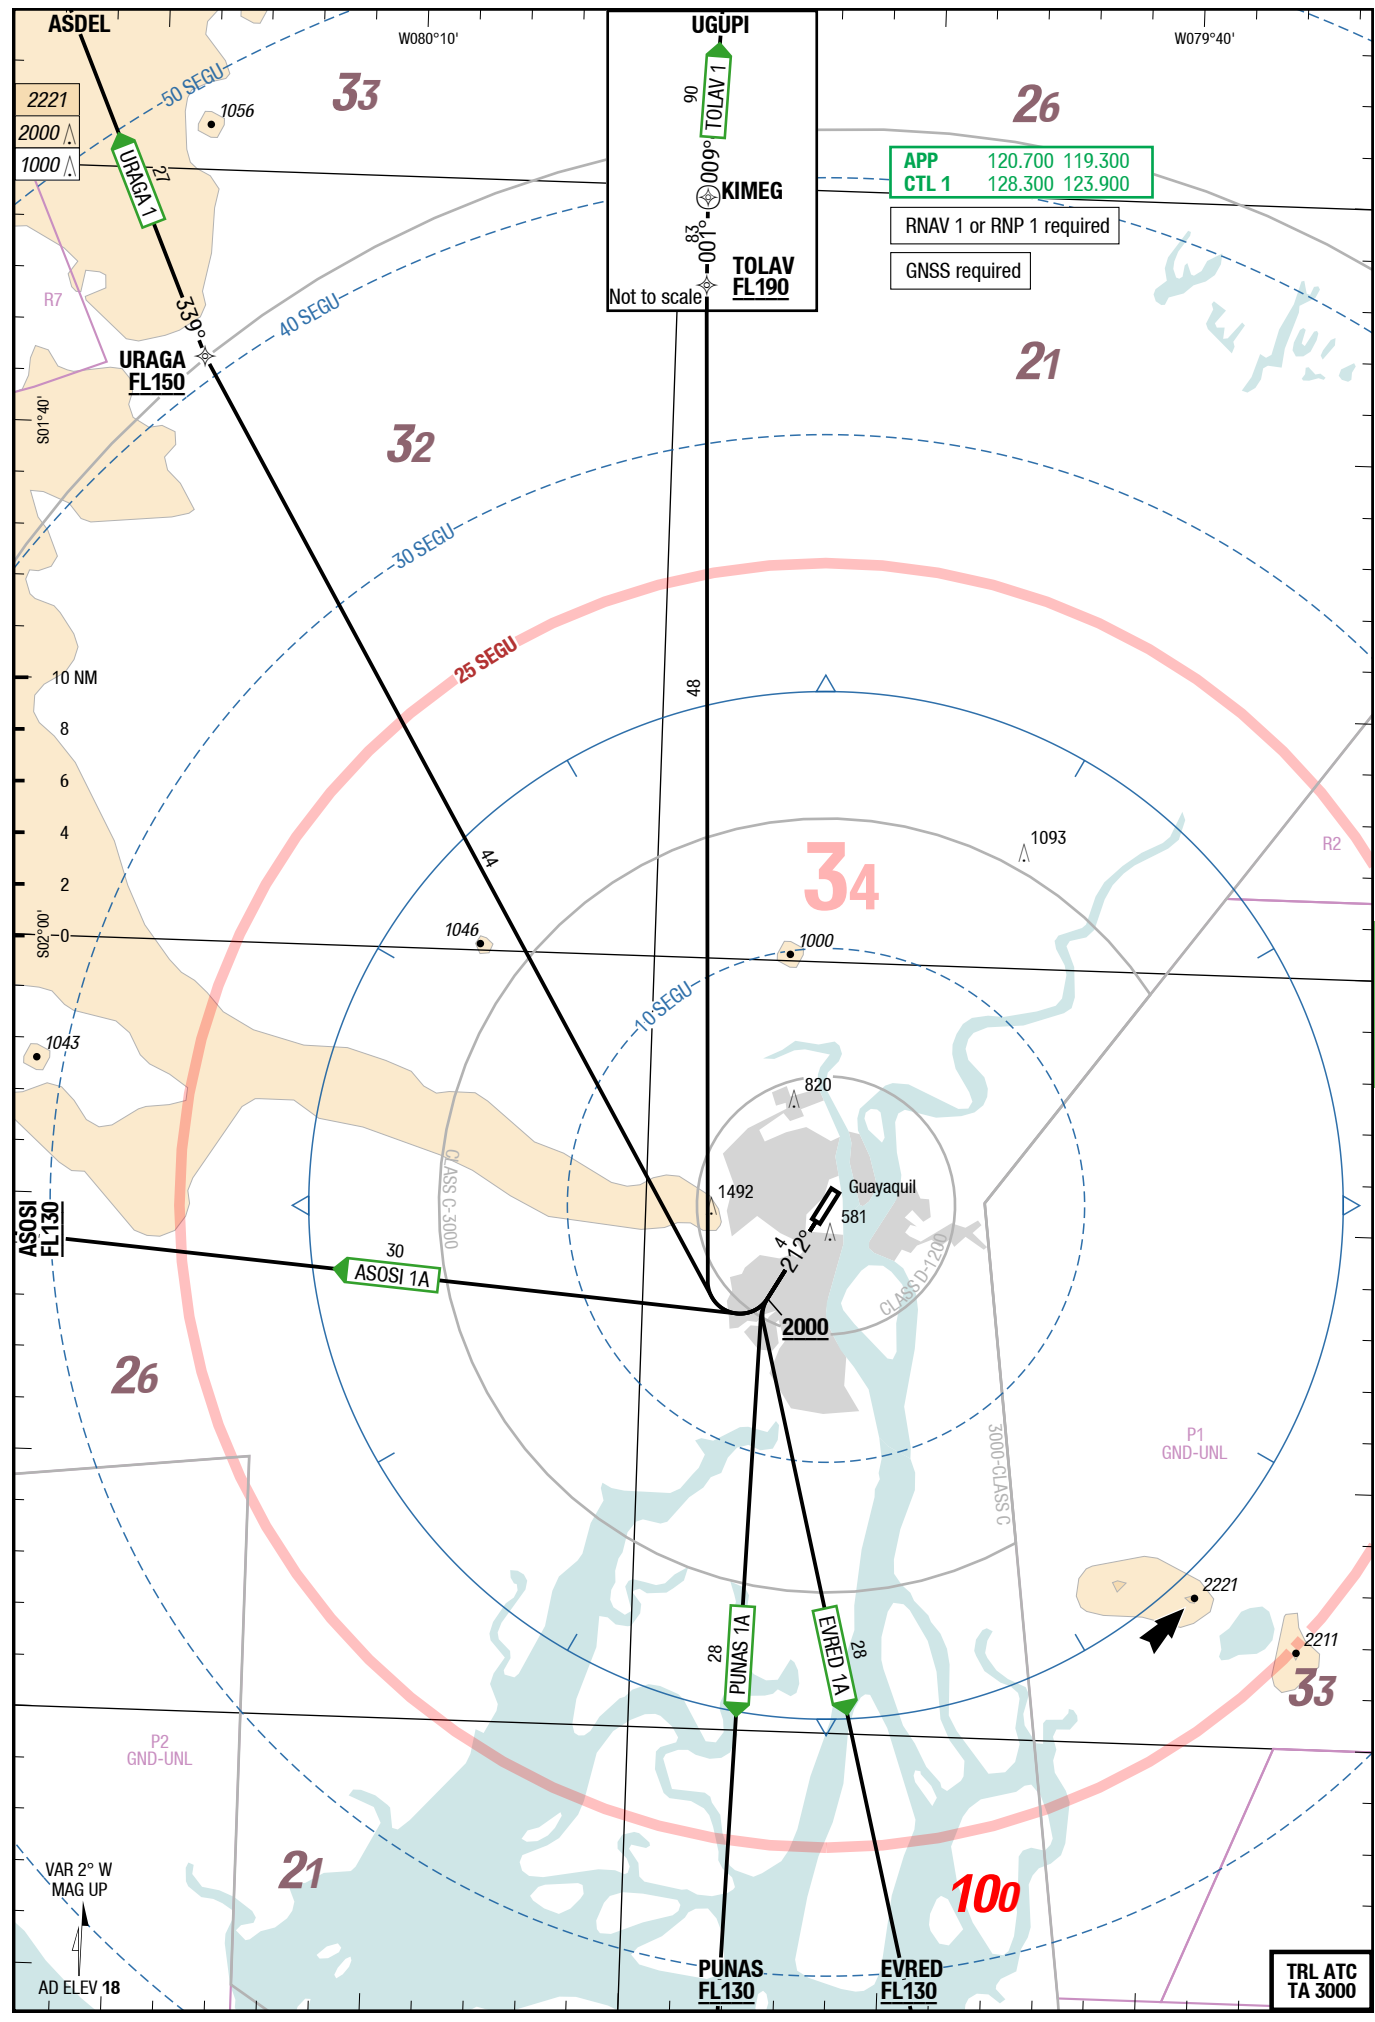 ASDEL
W080°10'
UGUPI
W079°40'
50 SEGU
33
26
2221
2000
1000
1056
TOLAV 1
90
009°
KIMEG
83
001°
TOLAV
FL190
Not to scale
APP 120.700 119.300
CTL 1 128.300 123.900
RNAV 1 or RNP 1 required
GNSS required
URAGA 1
27
R7
339°
40 SEGU
URAGA
FL150
21
S01°40'
32
30 SEGU
25 SEGU
10 NM
8
6
4
2
0
48
44
34
1093
R2
S02°00'
1046
1000
10 SEGU
1043
820
CLASS C-3000
1492
Guayaquil
581
ASOSI
FL130
30
ASOSI 1A
4
212°
CLASS D-1200
2000
26
3000-CLASS C
P1
GND-UNL
2221
2211
33
28
PUNAS 1A
EVRED 1A
28
P2
GND-UNL
21
VAR 2° W
MAG UP
100
AD ELEV 18
PUNAS
FL130
EVRED
FL130
TRL ATC
TA 3000